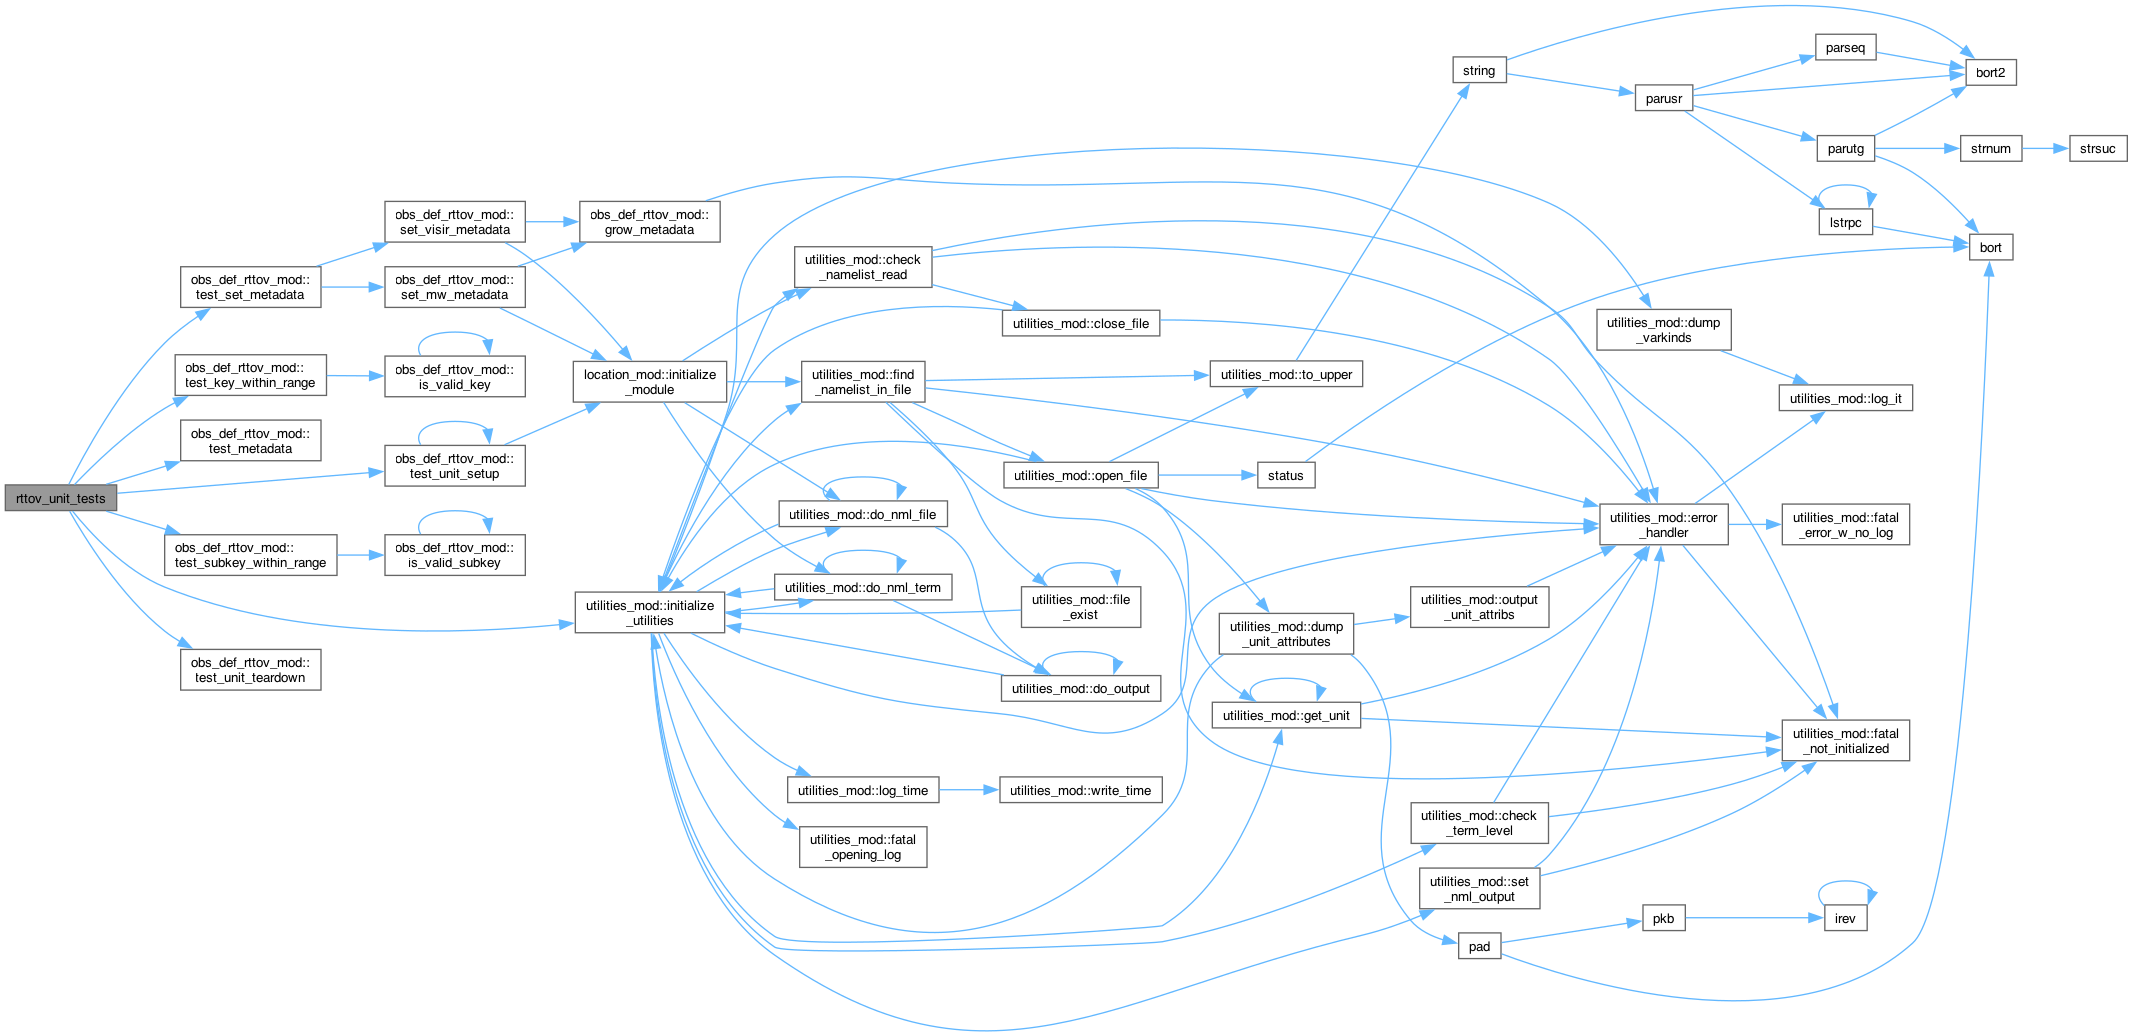 rttov_unit_tests
obs_def_rttov_mod::
test_set_metadata
obs_def_rttov_mod::
test_key_within_range
obs_def_rttov_mod::
test_metadata
obs_def_rttov_mod::
test_subkey_within_range
obs_def_rttov_mod::
test_unit_teardown
obs_def_rttov_mod::
set_visir_metadata
obs_def_rttov_mod::
set_mw_metadata
obs_def_rttov_mod::
is_valid_key
obs_def_rttov_mod::
test_unit_setup
obs_def_rttov_mod::
is_valid_subkey
obs_def_rttov_mod::
grow_metadata
location_mod::initialize
_module
utilities_mod::initialize
_utilities
utilities_mod::check
_namelist_read
utilities_mod::find
_namelist_in_file
utilities_mod::do_nml_file
utilities_mod::do_nml_term
utilities_mod::log_time
utilities_mod::fatal
_opening_log
utilities_mod::close_file
utilities_mod::open_file
utilities_mod::file
_exist
utilities_mod::do_output
utilities_mod::write_time
utilities_mod::to_upper
status
utilities_mod::dump
_unit_attributes
utilities_mod::get_unit
string
utilities_mod::output
_unit_attribs
utilities_mod::check
_term_level
utilities_mod::set
_nml_output
pad
parusr
utilities_mod::dump
_varkinds
utilities_mod::error
_handler
pkb
parseq
parutg
lstrpc
utilities_mod::log_it
utilities_mod::fatal
_error_w_no_log
utilities_mod::fatal
_not_initialized
irev
bort2
strnum
bort
strsuc